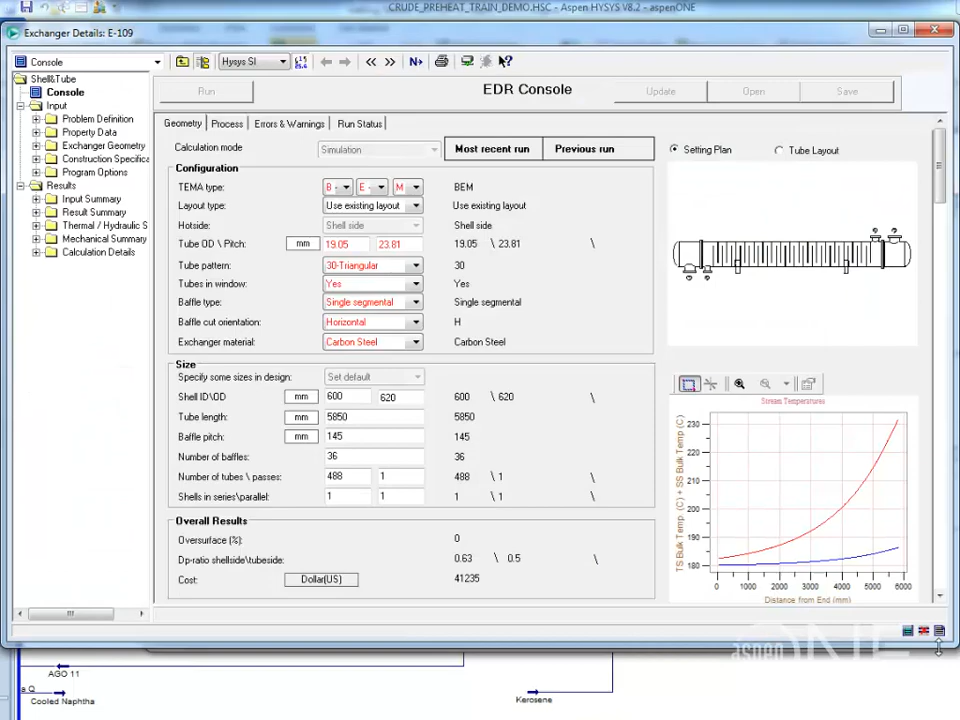 CRUDE_PREHEAT_TRAIN_DEMO.HSC - Aspen HYSYS V8.2 - aspenONE
Exchanger Details: E-109
Console
Hysys SI
Shell&Tube
Console
Input
Problem Definition
Property Data
Exchanger Geometry
Construction Specifica
Program Options
Results
Input Summary
Result Summary
Thermal / Hydraulic S
Mechanical Summary
Calculation Details
Run
EDR Console
Update
Open
Save
Geometry
Process
Errors & Warnings
Run Status
Calculation mode
Simulation
Most recent run
Previous run
Setting Plan
Tube Layout
Configuration
TEMA type:
B -
E -
M
BEM
Layout type:
Use existing layout
Use existing layout
Hotside:
Shell side
Shell side
Tube OD \ Pitch:
mm
19.05
23.81
19.05 \ 23.81 \
Tube pattern:
30-Triangular
30
Tubes in window:
Yes
Yes
Baffle type:
Single segmental
Single segmental
Baffle cut orientation:
Horizontal
H
Exchanger material:
Carbon Steel
Carbon Steel
Size
Specify some sizes in design:
Set default
Shell ID\OD
mm
600
620
600 \ 620 \
Tube length:
mm
5850
5850
Baffle pitch:
mm
145
145
Number of baffles:
36
36
Number of tubes \ passes:
488
1
488 \ 1 \
Shells in series\parallel:
1
1
1 \ 1 \
Overall Results
Oversurface (%):
0
Dp-ratio shellside\tubeside:
0.63 \ 0.5 \
Cost:
Dollar(US)
41235
Stream Temperatures
TS Bulk Temp. (C) + SS Bulk Temp (C)
230
220
210
200
190
180
0 1000 2000 3000 4000 5000 6000
Distance from End (mm)
aspenONE
AGO 11
a Q
Cooled Naphtha
Kerosene